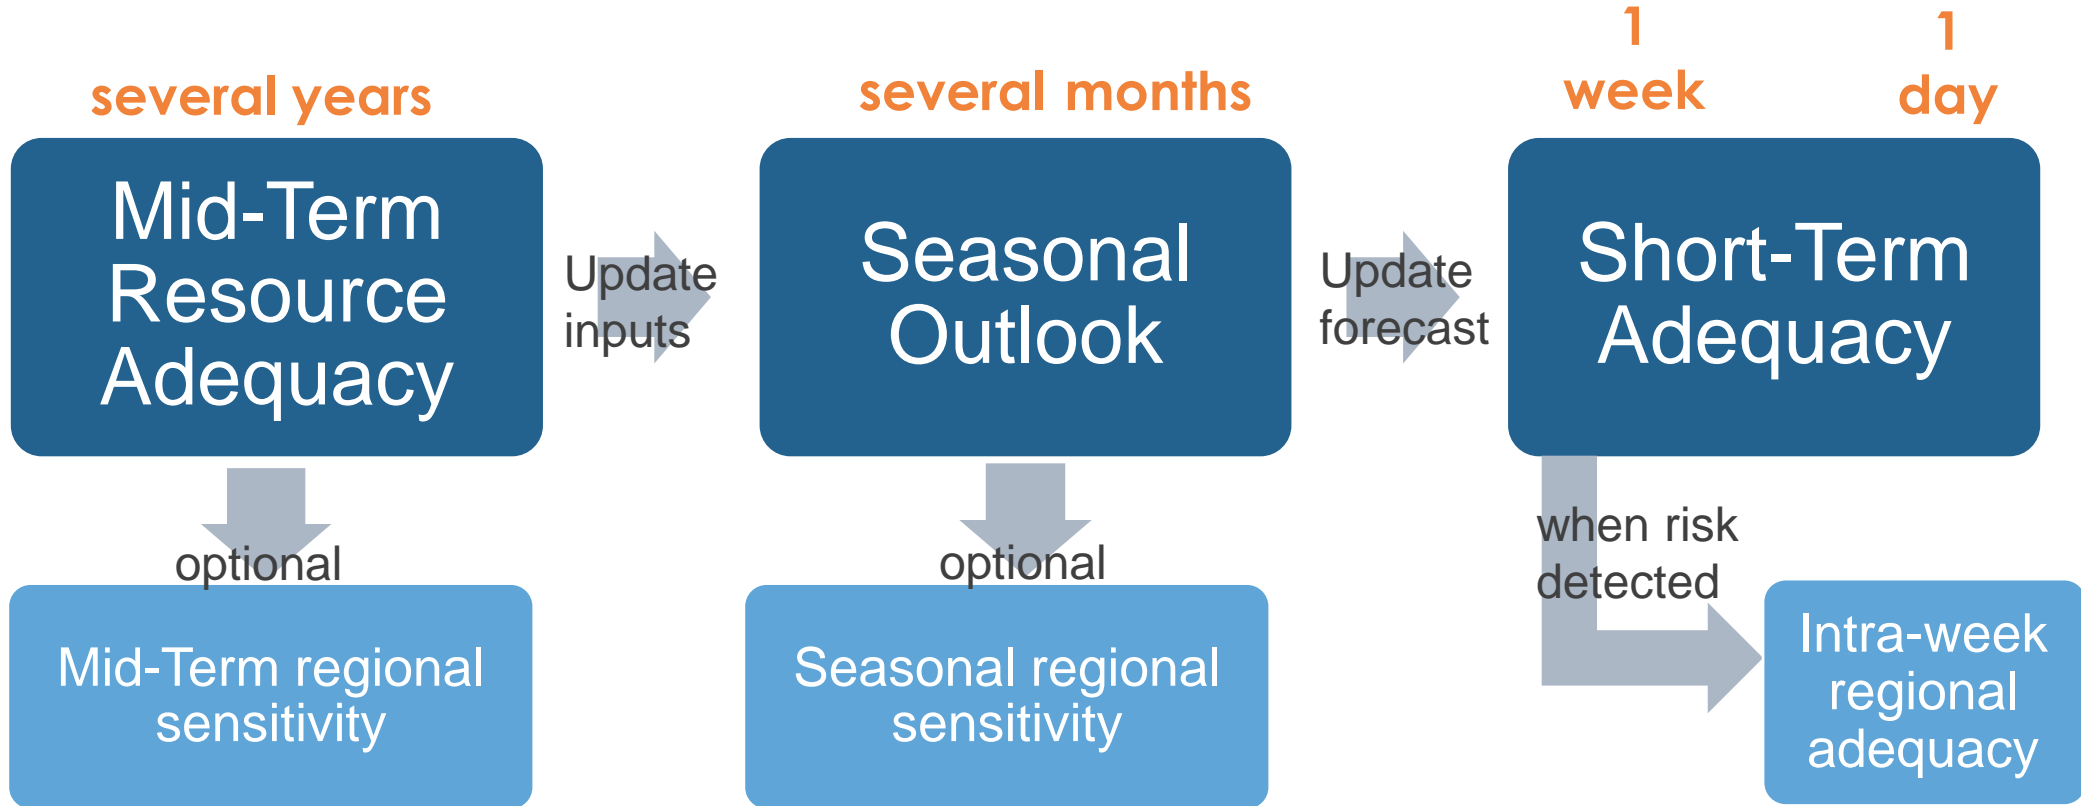 several years
several months
1
week
1
day
Mid-Term
Resource
Adequacy
Update
inputs
Seasonal
Outlook
Update
forecast
Short-Term
Adequacy
optional
optional
when risk
detected
Mid-Term regional
sensitivity
Seasonal regional
sensitivity
Intra-week
regional
adequacy